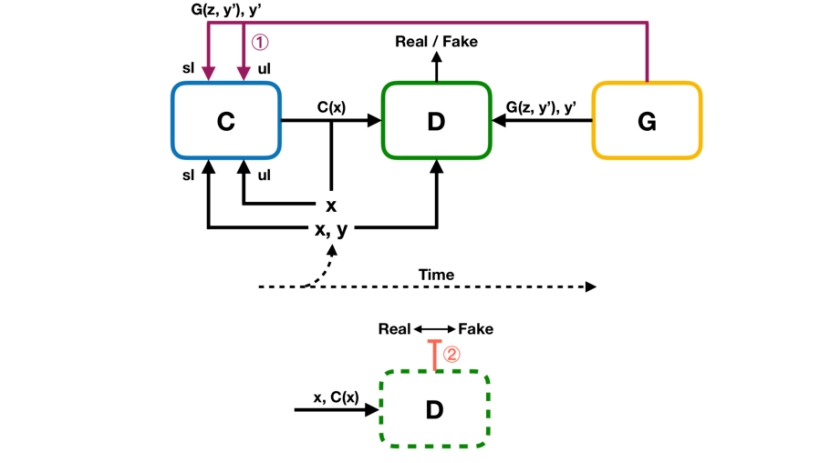 G(z, y’), y’
①
Real / Fake
sl
ul
C
C(x)
D
G(z, y’), y’
G
sl
ul
x
x, y
Time
Real
Fake
②
x, C(x)
D